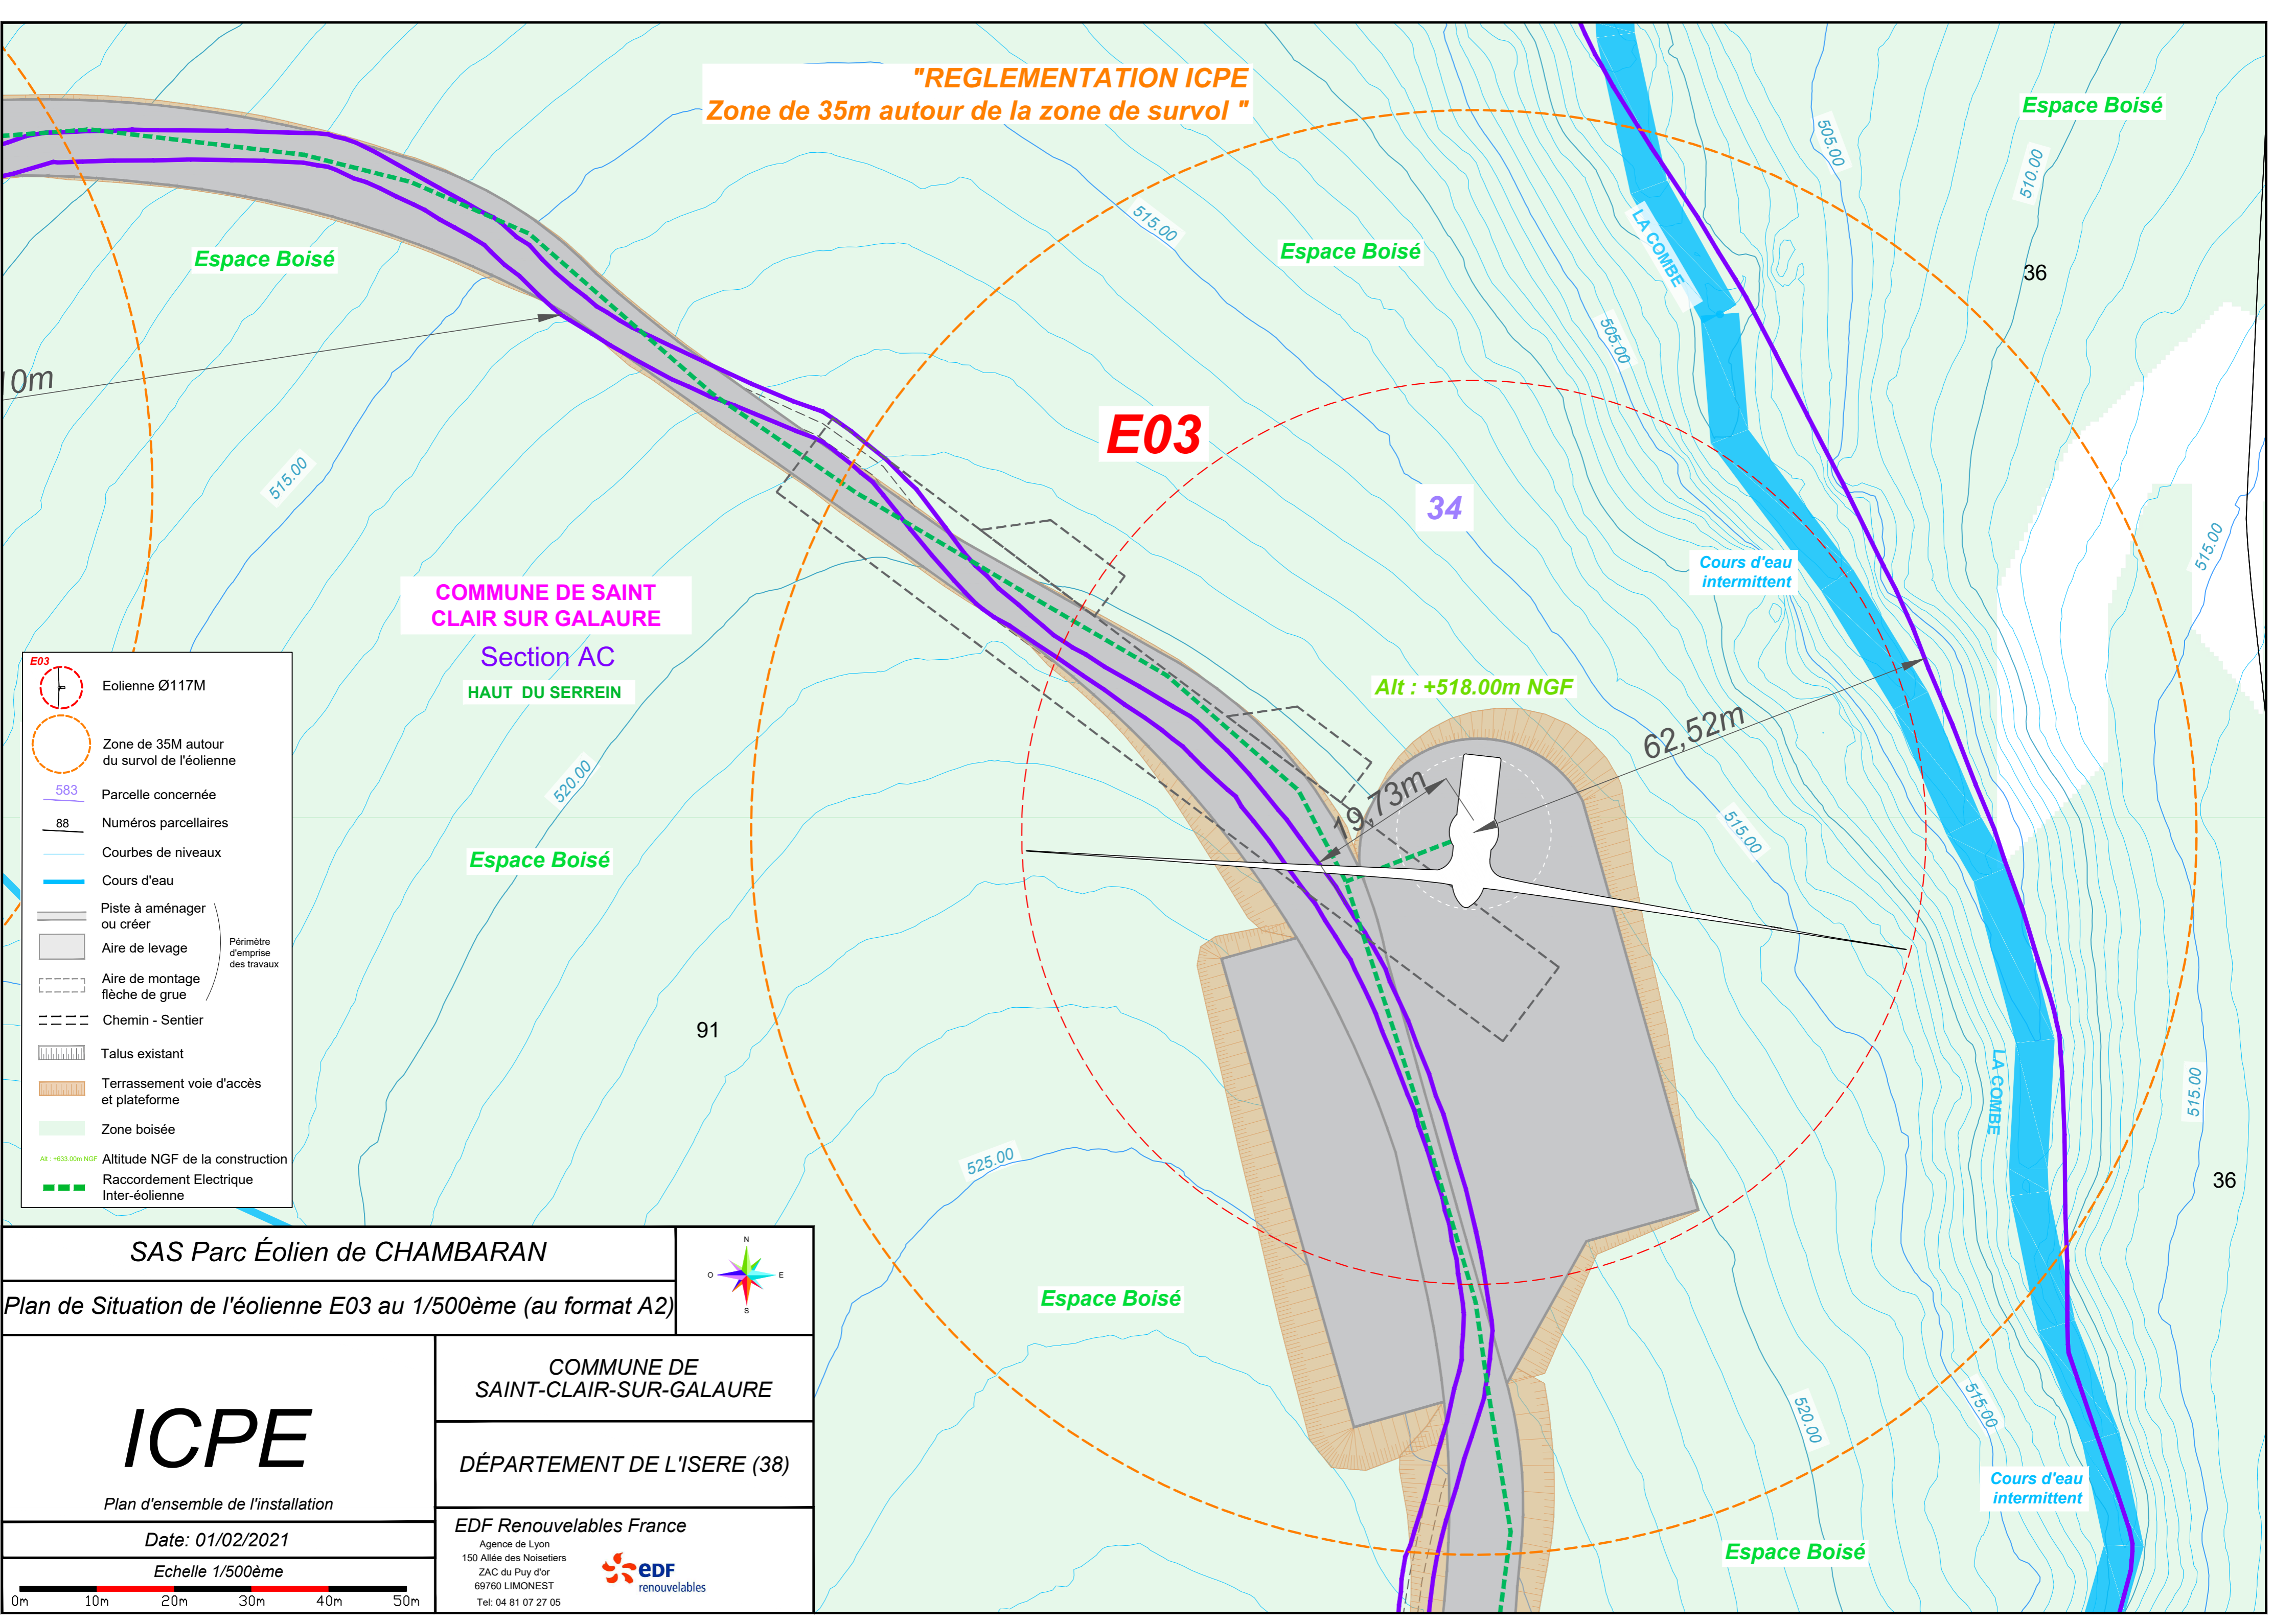 "REGLEMENTATION ICPE
Zone de 35m autour de la zone de survol "
Espace Boisé
505.00
510.00
LA COMBE
515.00
Espace Boisé
Espace Boisé
36
505.00
0m
E03
515.00
34
515.00
Cours d'eau
intermittent
COMMUNE DE SAINT
CLAIR SUR GALAURE
Section AC
HAUT DU SERREIN
Alt : +518.00m NGF
62,52m
19,73m
520.00
515.00
Espace Boisé
91
LA COMBE
515.00
525.00
36
Espace Boisé
520.00
515.00
Cours d'eau
intermittent
Espace Boisé
E03
Eolienne Ø117M
Zone de 35M autour
du survol de l'éolienne
583
Parcelle concernée
88
Numéros parcellaires
Courbes de niveaux
Cours d'eau
Piste à aménager
ou créer
Aire de levage
Périmètre
d'emprise
des travaux
Aire de montage
flèche de grue
Chemin - Sentier
Talus existant
Terrassement voie d'accès
et plateforme
Zone boisée
Alt : +633.00m NGF
Altitude NGF de la construction
Raccordement Electrique
Inter-éolienne
SAS Parc Éolien de CHAMBARAN
N
O
E
S
Plan de Situation de l'éolienne E03 au 1/500ème (au format A2)
ICPE
Plan d'ensemble de l'installation
COMMUNE DE
SAINT-CLAIR-SUR-GALAURE
DÉPARTEMENT DE L'ISERE (38)
Date: 01/02/2021
Echelle 1/500ème
0m 10m 20m 30m 40m 50m
EDF Renouvelables France
Agence de Lyon
150 Allée des Noisetiers
ZAC du Puy d'or
69760 LIMONEST
Tel: 04 81 07 27 05
eDF
renouvelables